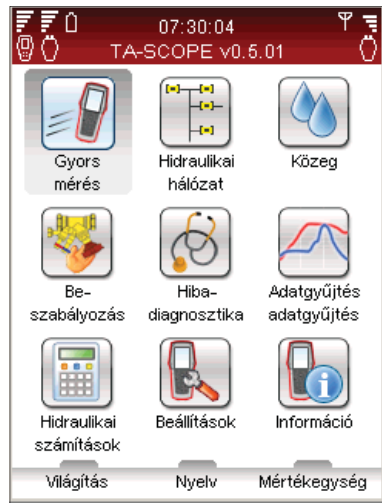 07:30:04
TA-SCOPE v0.5.01
Gyors
mérés
Hidraulikai
hálózat
Közeg
Be-
szabályozás
Hiba-
diagnosztika
Adatgyűjtés
adatgyűjtés
Hidraulikai
számítások
Beállítások
Információ
Világítás Nyelv Mértékegység